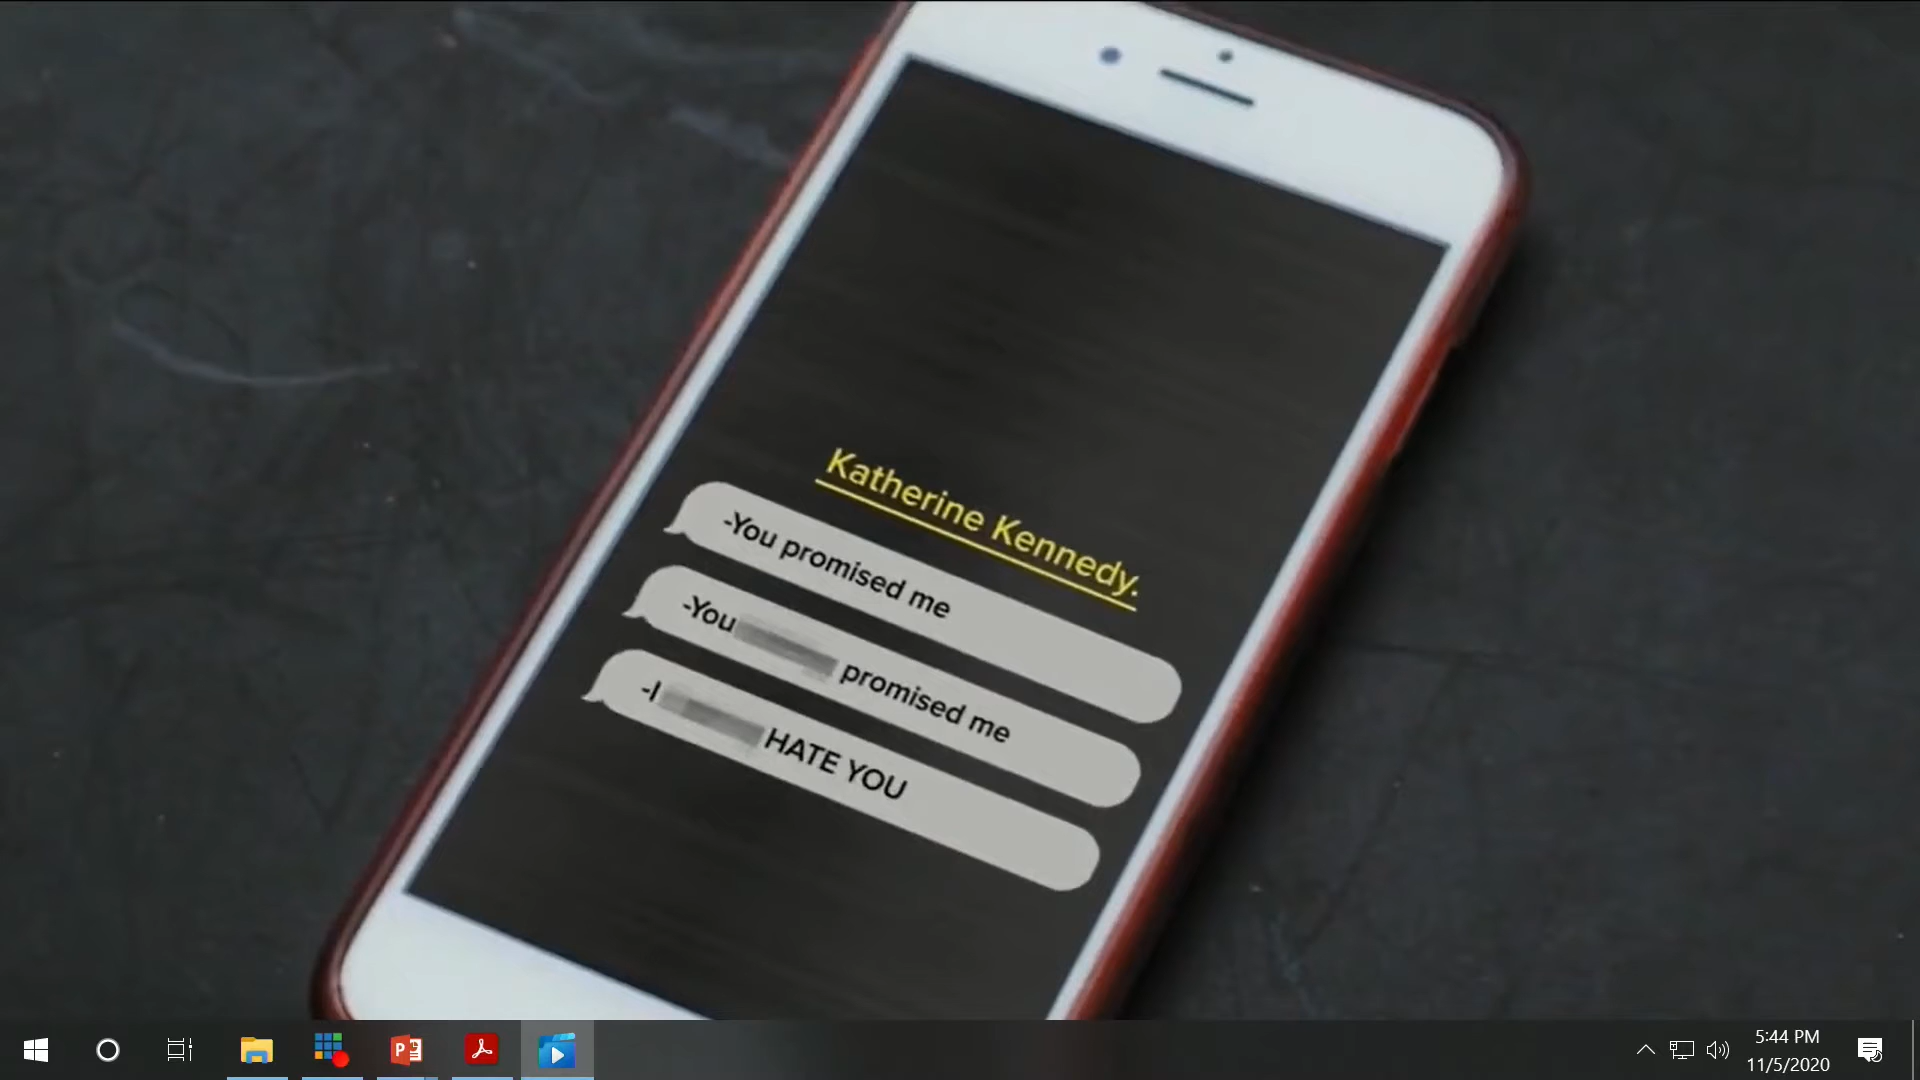 Katherine Kennedy.
-You promised me
-You promised me
-I HATE YOU
5:44 PM
11/5/2020